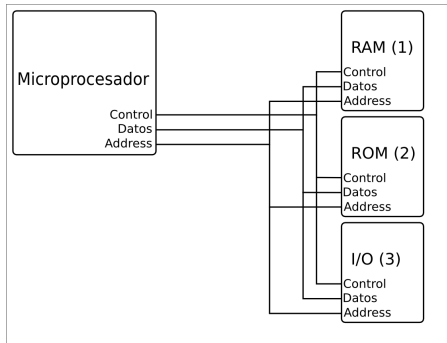 Microprocesador
Control
Datos
Address
RAM (1)
Control
Datos
Address
ROM (2)
Control
Datos
Address
I/O (3)
Control
Datos
Address